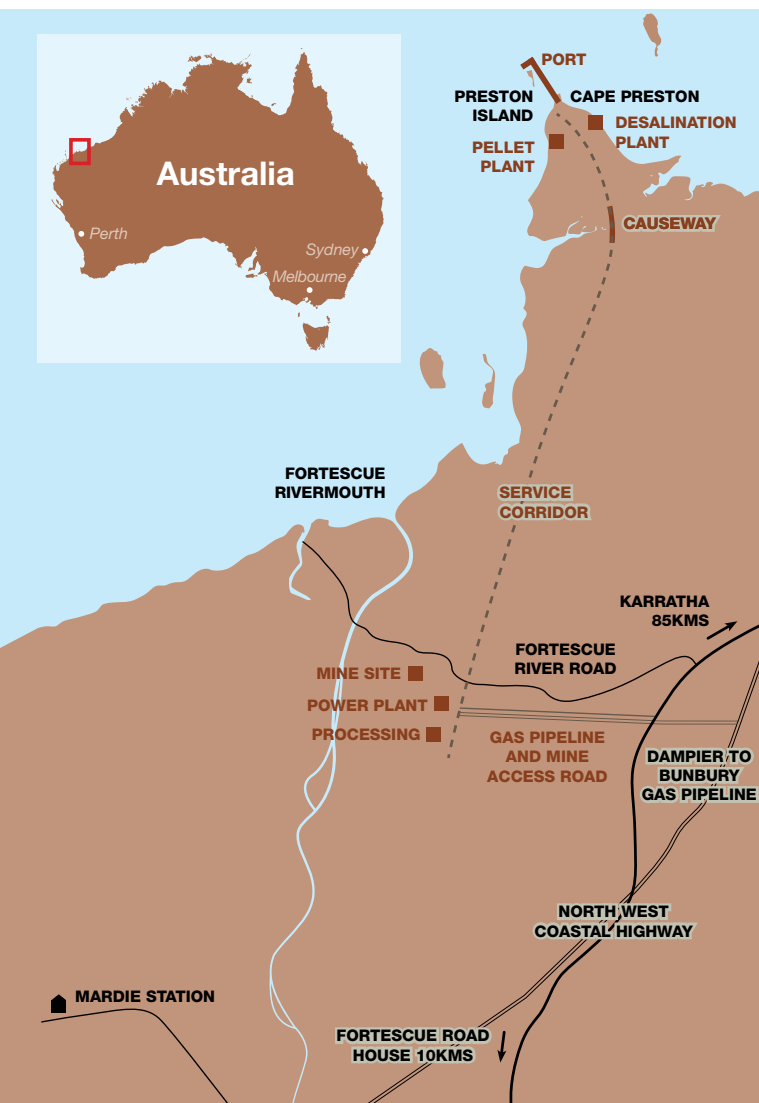 Australia
Perth
Sydney
Melbourne
PORT
PRESTON
ISLAND
CAPE PRESTON
DESALINATION
PLANT
PELLET
PLANT
CAUSEWAY
FORTESCUE
RIVERMOUTH
SERVICE
CORRIDOR
KARRATHA
85KMS
FORTESCUE
RIVER ROAD
MINE SITE
POWER PLANT
PROCESSING
GAS PIPELINE
AND MINE
ACCESS ROAD
DAMPIER TO
BUNBURY
GAS PIPELINE
NORTH WEST
COASTAL HIGHWAY
MARDIE STATION
FORTESCUE ROAD
HOUSE 10KMS